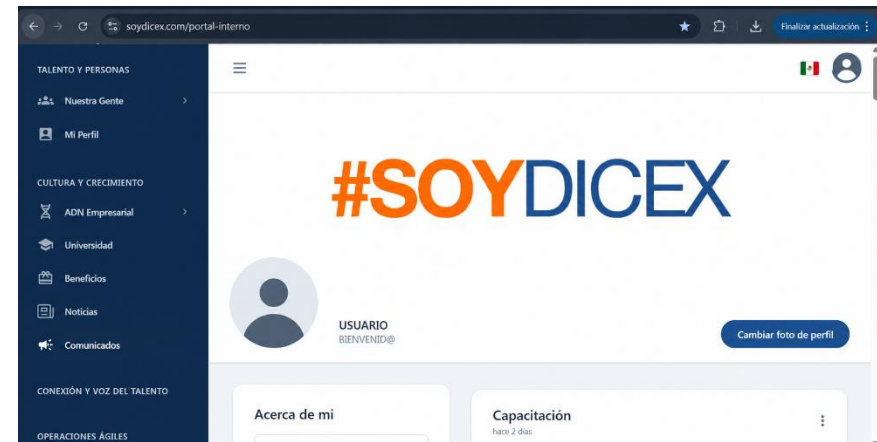 soydicex.com/portal-interno
Finalizar actualización
TALENTO Y PERSONAS
Nuestra Gente
Mi Perfil
CULTURA Y CRECIMIENTO
ADN Empresarial
Universidad
Beneficios
Noticias
Comunicados
CONEXIÓN Y VOZ DEL TALENTO
OPERACIONES ÁGILES
#SOYDICEX
USUARIO
BIENVENID@
Cambiar foto de perfil
Acerca de mi
Capacitación
hace 2 días